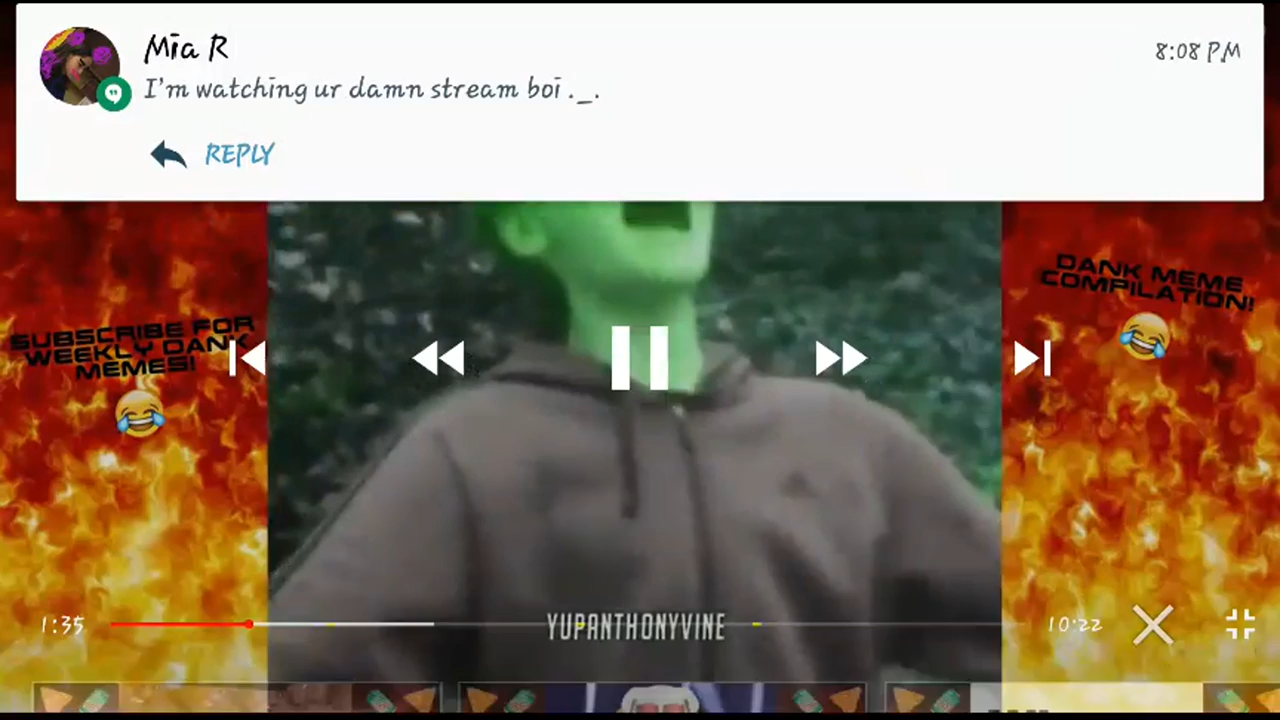 Mia R
8:08 PM
I'm watching ur damn stream boi ._.
REPLY
SUBSCRIBE FOR
WEEKLY DANK
MEMES!
DANK MEME
COMPILATION!
1:35
YUPANTHONYVINE
10:22